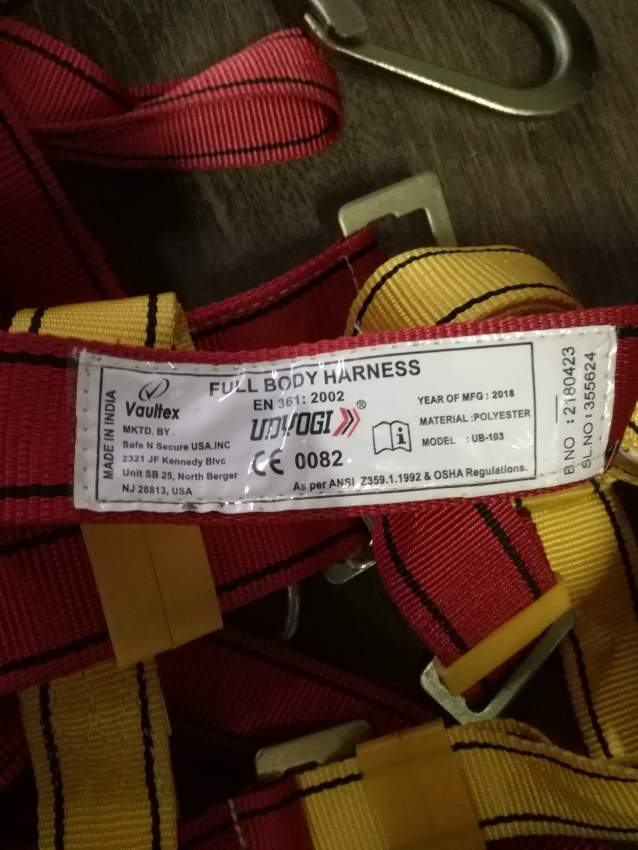 MADE IN INDIA
Vaultex
MKTD. BY .
Safe N Secure USA.INC
2321 JF Kennedy Blvc
Unit SB 25, North Berger
NJ 28813, USA
FULL BODY HARNESS
EN 361: 2002
UDYOGI ®
CE 0082
As per ANSI Z359.1.1992 & OSHA Regulations.
YEAR OF MFG : 2018
MATERIAL :POLYESTER
MODEL : UB-103
B.NO : 2180423
SL.NO : 355624